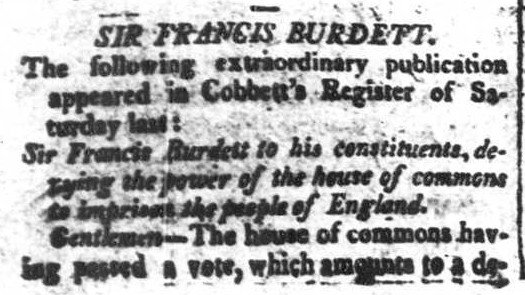 SIR FRANCIS BURDETT.
The following extraordinary publication
appeared in Cobbett's Register of Sa-
turday last:
Sir Francis Burdett to his constituents, de-
nying the power of the house of commons
to imprison the people of England.
Gentlemen—The house of commons hav-
ing passed a vote, which amounts to a de-